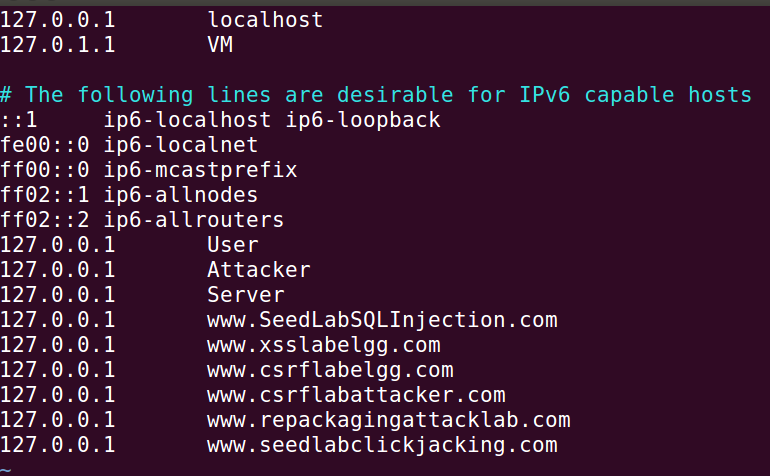 127.0.0.1 localhost
127.0.1.1 VM
# The following lines are desirable for IPv6 capable hosts
::1 ip6-localhost ip6-loopback
fe00::0 ip6-localnet
ff00::0 ip6-mcastprefix
ff02::1 ip6-allnodes
ff02::2 ip6-allrouters
127.0.0.1 User
127.0.0.1 Attacker
127.0.0.1 Server
127.0.0.1 www.SeedLabSQLInjection.com
127.0.0.1 www.xsslabelgg.com
127.0.0.1 www.csrflabelgg.com
127.0.0.1 www.csrflabattacker.com
127.0.0.1 www.repackagingattacklab.com
127.0.0.1 www.seedlabclickjacking.com
~